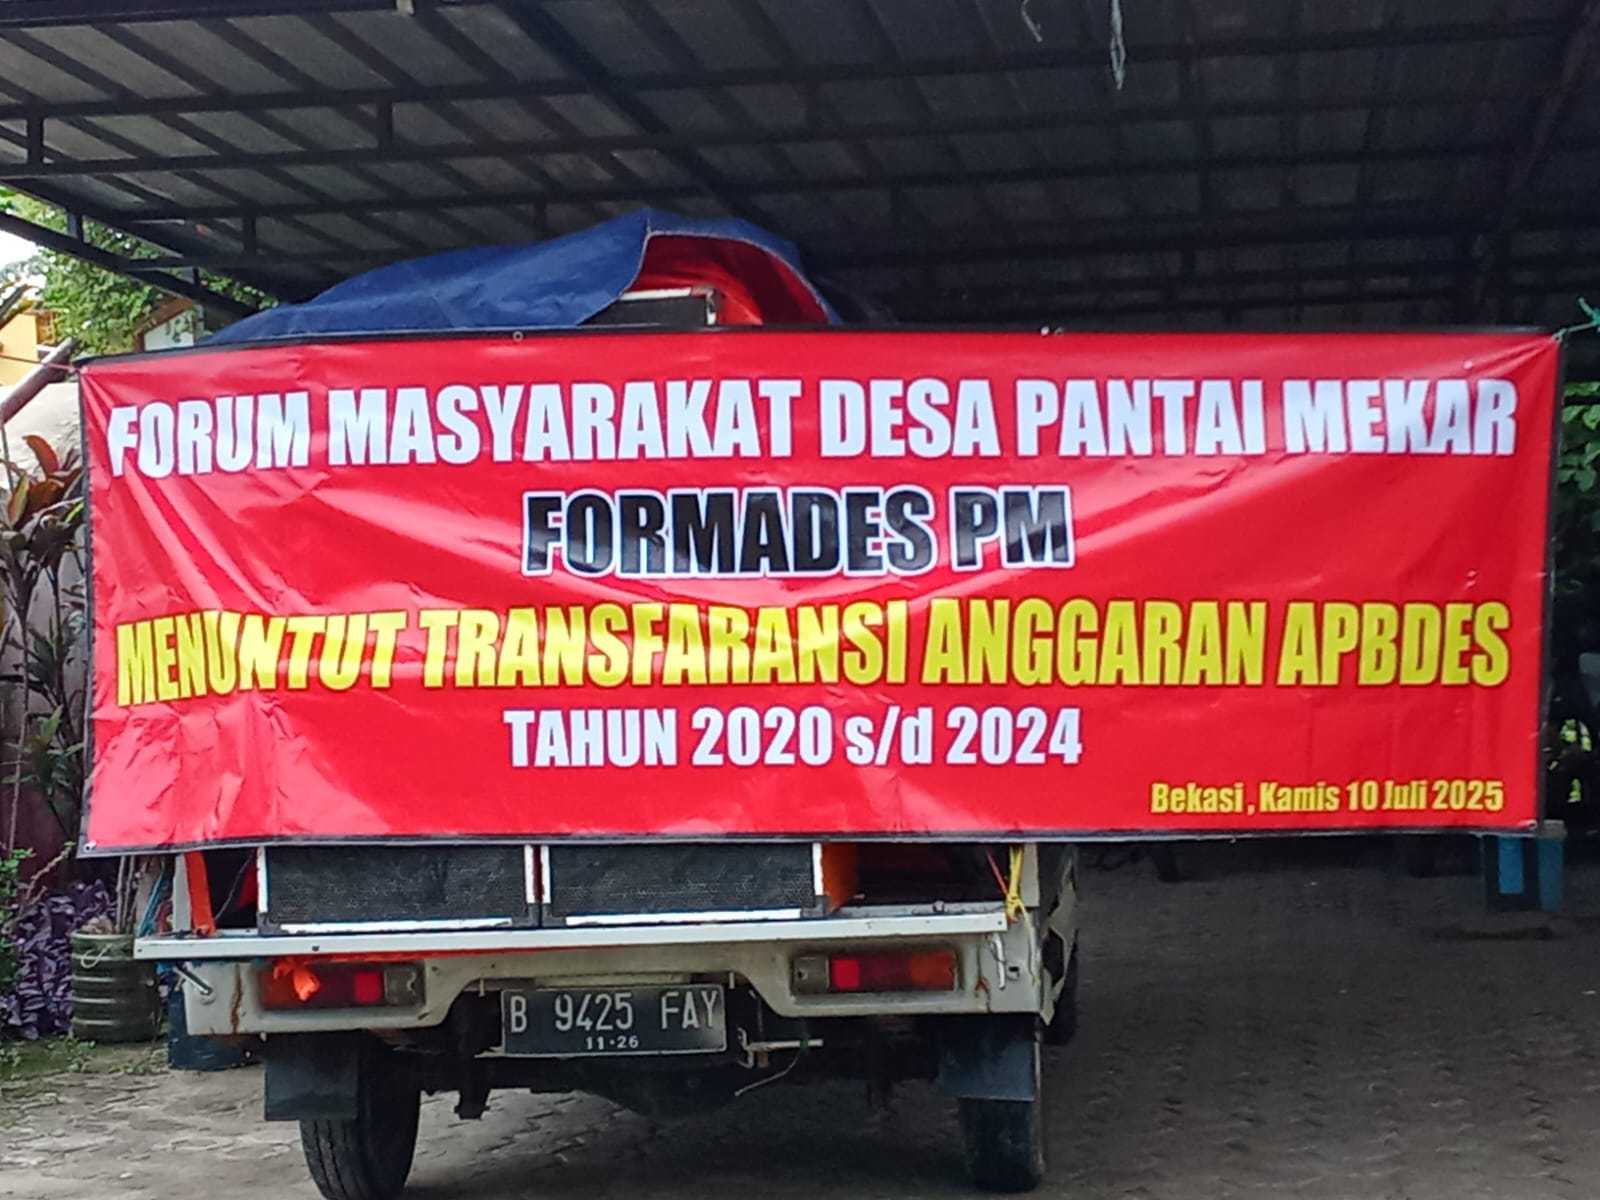 FORUM MASYARAKAT DESA PANTAI MEKAR
FORMADES PM
MENUNTUT TRANSFARANSI ANGGARAN APBDES
TAHUN 2020 s/d 2024
Bekasi , Kamis 10 Juli 2025
B 9425 FAY
11·26